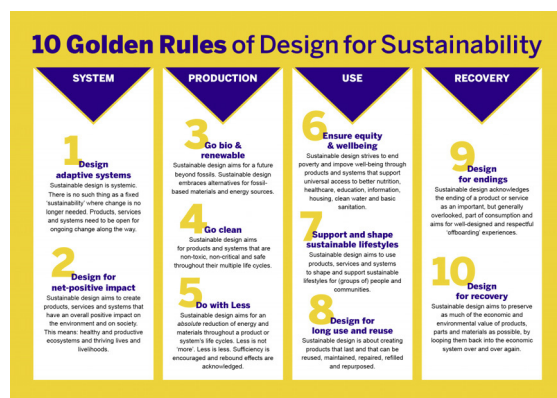 10 Golden Rules of Design for Sustainability
SYSTEM
1
Design
adaptive systems
Sustainable design is systemic.
There is no such thing as a fixed
'sustainability' where change is no
longer needed. Products, services
and systems need to be open for
ongoing change along the way.
2
Design for
net-positive impact
Sustainable design aims to create
products, services and systems that
have an overall positive impact on
the environment and on society.
This means: healthy and productive
ecosystems and thriving lives and
livelihoods.
PRODUCTION
3
Go bio &
renewable
Sustainable design aims for a future
beyond fossils. Sustainable design
embraces alternatives for fossil-
based materials and energy sources.
4
Go clean
Sustainable design aims
for products and systems that are
non-toxic, non-critical and safe
throughout their multiple life cycles.
5
Do with Less
Sustainable design aims for an
absolute reduction of energy and
materials throughout a product or
system's life cycles. Less is not
'more'. Less is less. Sufficiency is
encouraged and rebound effects are
acknowledged.
USE
6
Ensure equity
& wellbeing
Sustainable design strives to end
poverty and improve well-being through
products and systems that support
universal access to better nutrition,
healthcare, education, information,
housing, clean water and basic
sanitation.
7
Support and shape
sustainable lifestyles
Sustainable design aims to use
products, services and systems
to shape and support sustainable
lifestyles for (groups of) people and
communities.
8
Design for
long use and reuse
Sustainable design is about creating
products that last and that can be
reused, maintained, repaired, refilled
and repurposed.
RECOVERY
9
Design
for endings
Sustainable design acknowledges
the ending of a product or service
as an important, but generally
overlooked, part of consumption and
aims for well-designed and respectful
'offboarding' experiences.
10
Design
for recovery
Sustainable design aims to preserve
as much of the economic and
environmental value of products,
parts and materials as possible, by
looping them back into the economic
system over and over again.